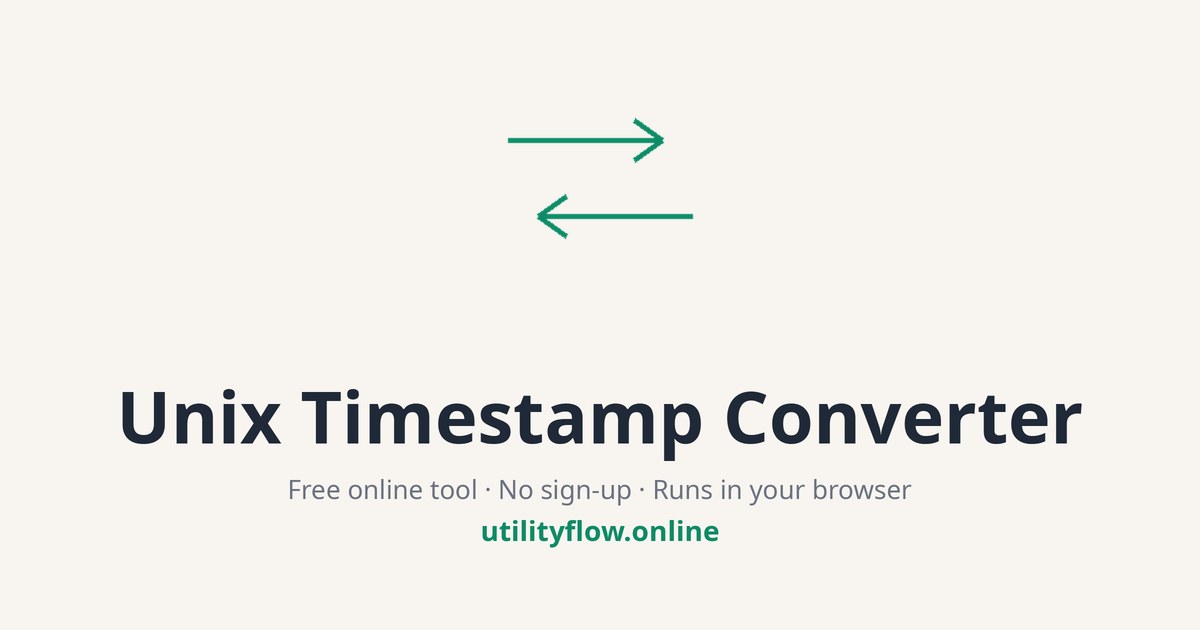 Unix Timestamp Converter
Free online tool · No sign-up · Runs in your browser
utilityflow.online